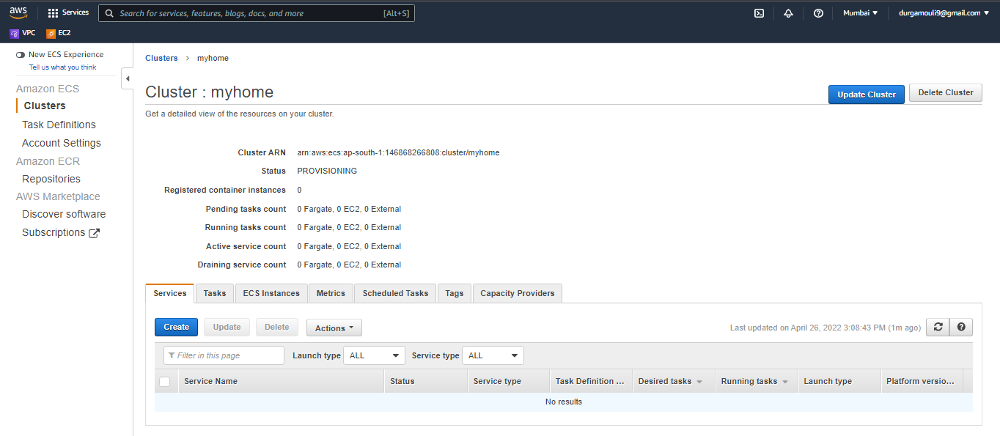 aws Services Search for services, features, blogs, docs, and more [Alt+S] Mumbai durgamouli9@gmail.com
VPC EC2
New ECS Experience
Tell us what you think
Amazon ECS
Clusters
Task Definitions
Account Settings
Amazon ECR
Repositories
AWS Marketplace
Discover software
Subscriptions
Clusters > myhome
Cluster : myhome
Update Cluster Delete Cluster
Get a detailed view of the resources on your cluster.
Cluster ARN arn:aws:ecs:ap-south-1:146868266808:cluster/myhome
Status PROVISIONING
Registered container instances 0
Pending tasks count 0 Fargate, 0 EC2, 0 External
Running tasks count 0 Fargate, 0 EC2, 0 External
Active service count 0 Fargate, 0 EC2, 0 External
Draining service count 0 Fargate, 0 EC2, 0 External
Services Tasks ECS Instances Metrics Scheduled Tasks Tags Capacity Providers
Create Update Delete Actions Last updated on April 26, 2022 3:08:43 PM (1m ago)
Filter in this page Launch type ALL Service type ALL
Service Name Status Service type Task Definition ... Desired tasks Running tasks Launch type Platform versio...
No results